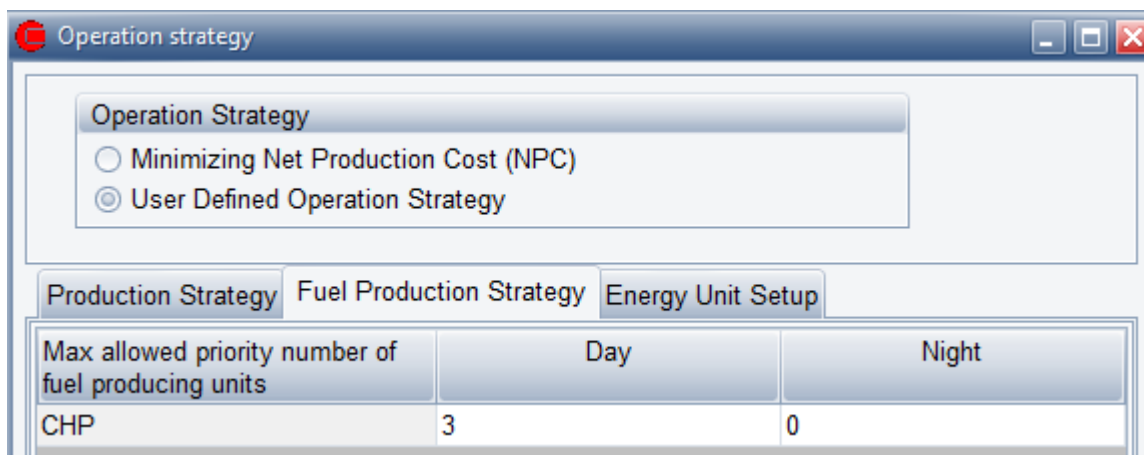 Operation strategy
Operation Strategy
Minimizing Net Production Cost (NPC)
User Defined Operation Strategy
Production Strategy Fuel Production Strategy Energy Unit Setup
Max allowed priority number of Day Night
fuel producing units
CHP 3 0